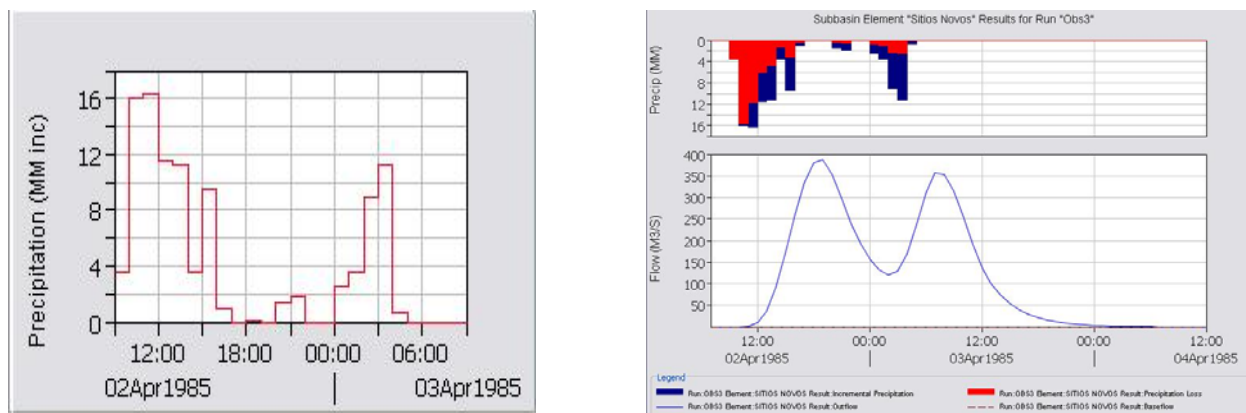 Precipitation (MM inc)
16
12
8
4
0
12:00 18:00 00:00 06:00
02Apr1985 | 03Apr1985
Subbasin Element "Sitios Novos" Results for Run "Obs3"
Precip (MM)
0
4
8
12
16
Flow (M3/S)
400
350
300
250
200
150
100
50
12:00 00:00 12:00 00:00 12:00
02Apr1985 | 03Apr1985 | 04Apr1985
Legend
Run:OBS3 Element:SITIOS NOVOS Result:Incremental Precipitation Run:OBS3 Element:SITIOS NOVOS Result:Precipitation Loss
Run:OBS3 Element:SITIOS NOVOS Result:Outflow Run:OBS3 Element:SITIOS NOVOS Result:Baseflow